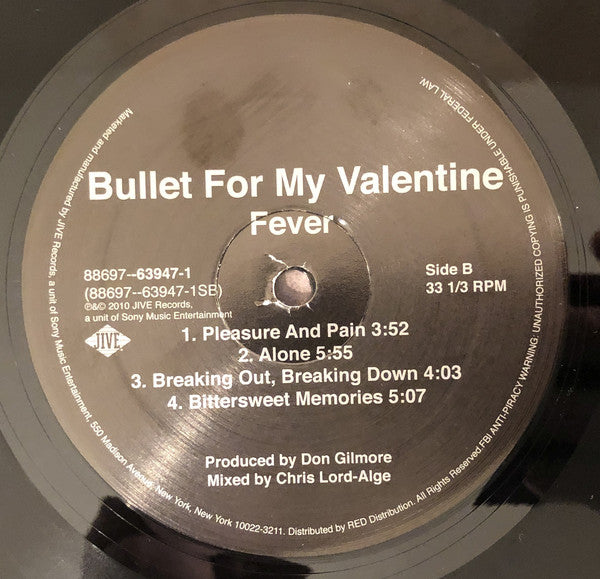 Bullet For My Valentine
Fever
88697--63947-1
(88697--63947-1SB)
℗&© 2010 JIVE Records,
a unit of Sony Music Entertainment
JIVE
Side B
33 1/3 RPM
1. Pleasure And Pain 3:52
2. Alone 5:55
3. Breaking Out, Breaking Down 4:03
4. Bittersweet Memories 5:07
Produced by Don Gilmore
Mixed by Chris Lord-Alge
Marketed and manufactured by JIVE Records, a unit of Sony Music Entertainment, 550 Madison Avenue, New York, New York 10022-3211. Distributed by RED Distribution. All Rights Reserved.FBI ANTI-PIRACY WARNING: UNAUTHORIZED COPYING IS PUNISHABLE UNDER FEDERAL LAW.